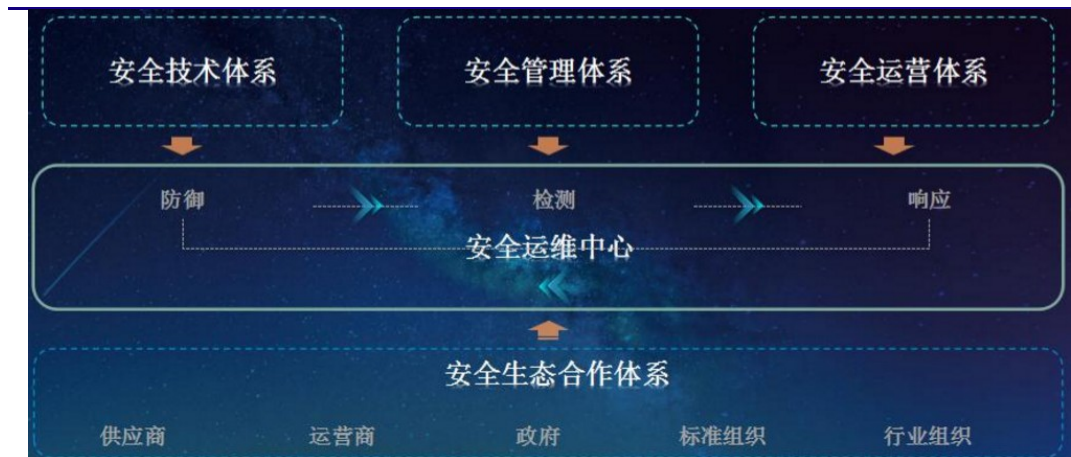 安全技术体系 安全管理体系 安全运营体系
防御 检测 响应
安全运维中心
安全生态合作体系
供应商 运营商 政府 标准组织 行业组织